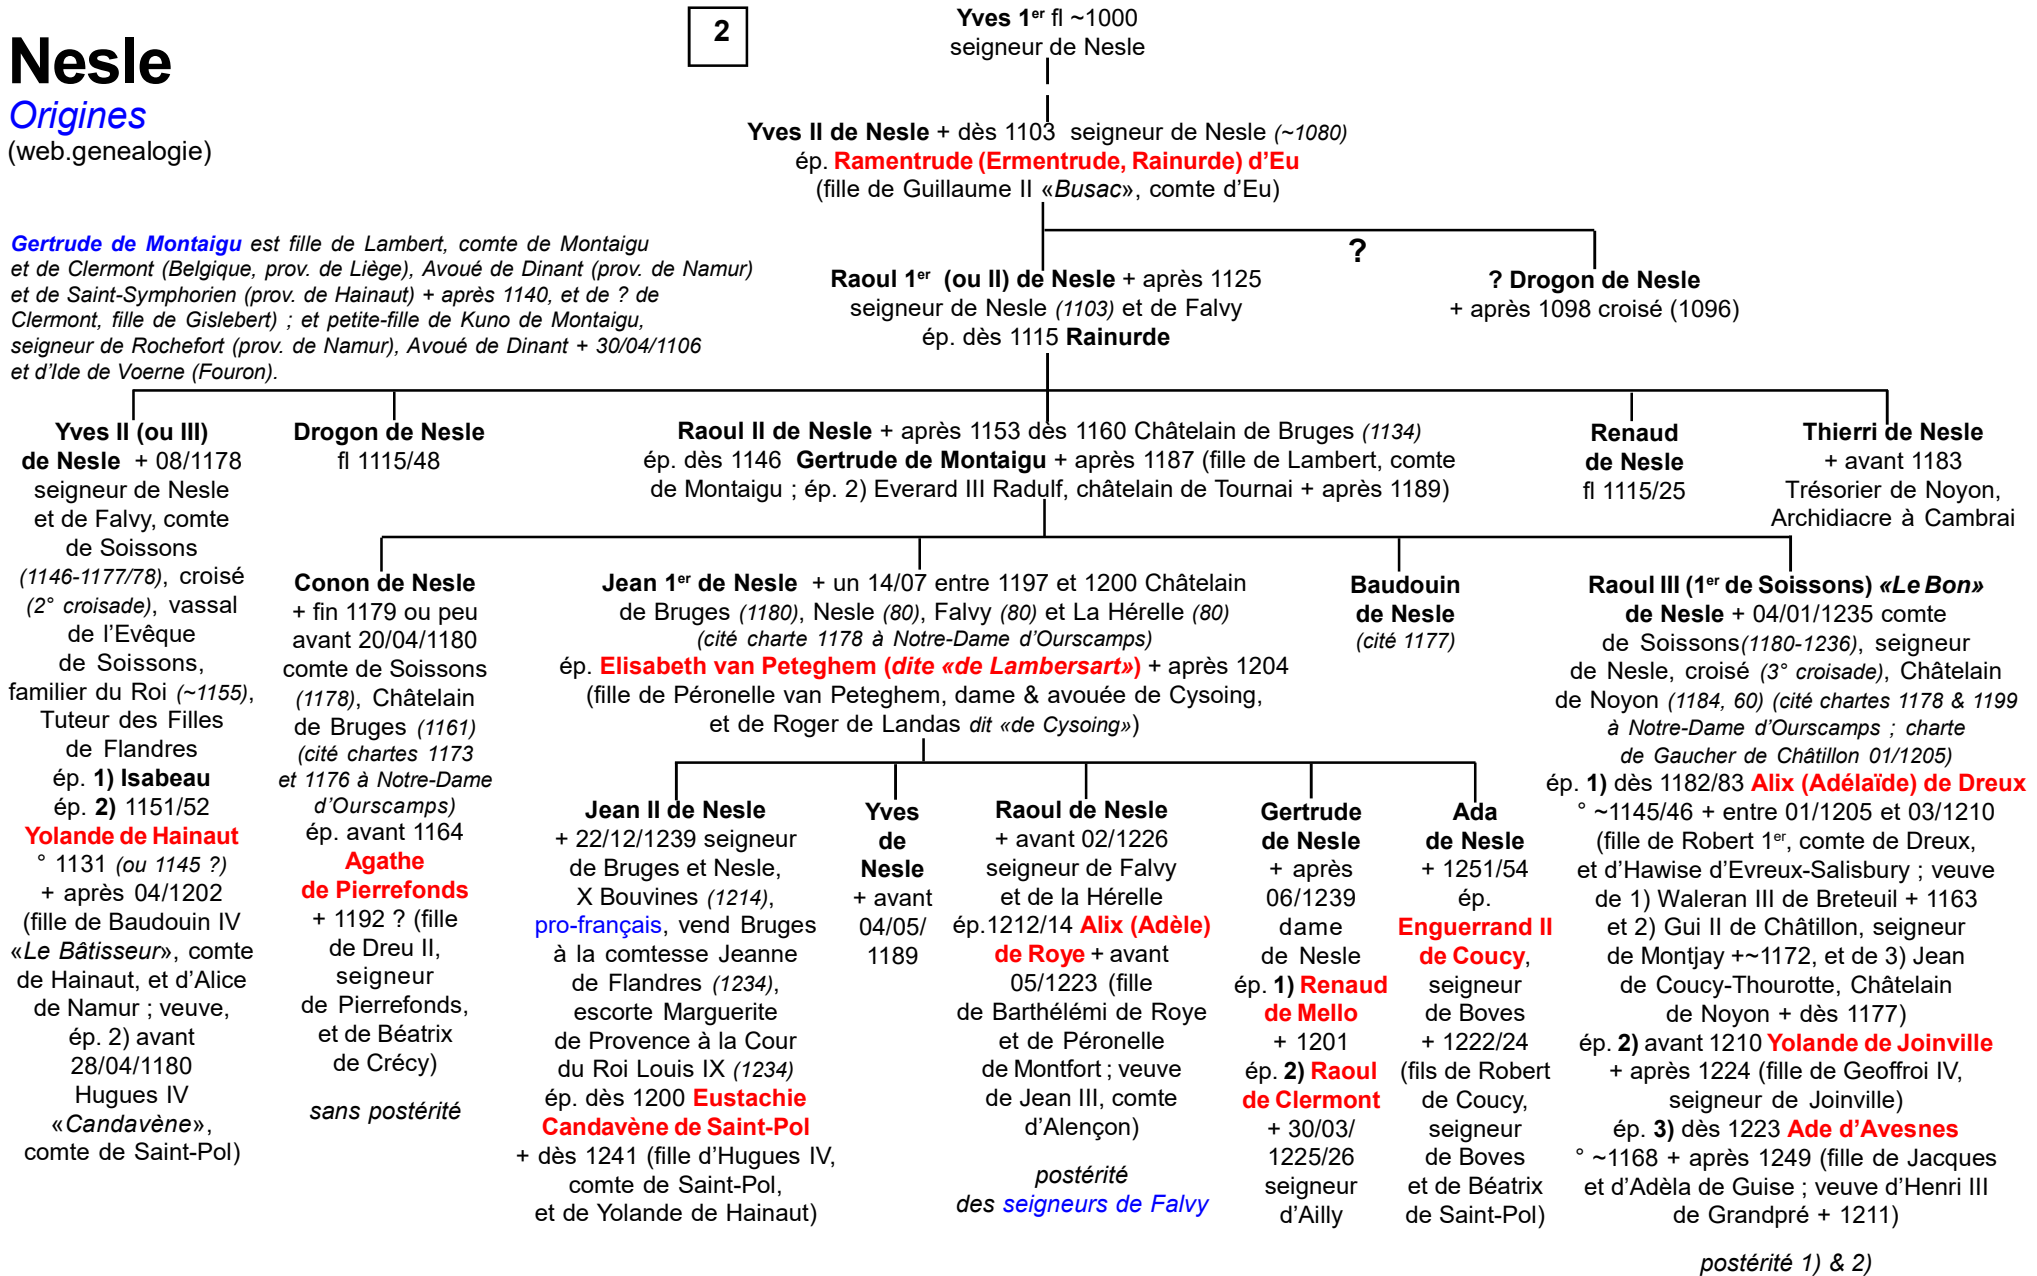 Nesle
Origines
(web.genealogie)
2
Yves 1er fl ~1000
seigneur de Nesle
Yves II de Nesle + dès 1103 seigneur de Nesle (~1080)
ép. Ramentrude (Ermentrude, Rainurde) d'Eu
(fille de Guillaume II «Busac», comte d'Eu)
Gertrude de Montaigu est fille de Lambert, comte de Montaigu
et de Clermont (Belgique, prov. de Liège), Avoué de Dinant (prov. de Namur)
et de Saint-Symphorien (prov. de Hainaut) + après 1140, et de ? de
Clermont, fille de Gislebert) ; et petite-fille de Kuno de Montaigu,
seigneur de Rochefort (prov. de Namur), Avoué de Dinant + 30/04/1106
et d'Ide de Voerne (Fouron).
?
Raoul 1er (ou II) de Nesle + après 1125
seigneur de Nesle (1103) et de Falvy
ép. dès 1115 Rainurde
? Drogon de Nesle
+ après 1098 croisé (1096)
Yves II (ou III)
de Nesle + 08/1178
seigneur de Nesle
et de Falvy, comte
de Soissons
(1146-1177/78), croisé
(2° croisade), vassal
de l'Evêque
de Soissons,
familier du Roi (~1155),
Tuteur des Filles
de Flandres
ép. 1) Isabeau
ép. 2) 1151/52
Yolande de Hainaut
° 1131 (ou 1145 ?)
+ après 04/1202
(fille de Baudouin IV
«Le Bâtisseur», comte
de Hainaut, et d'Alice
de Namur ; veuve,
ép. 2) avant
28/04/1180
Hugues IV
«Candavène»,
comte de Saint-Pol)
Drogon de Nesle
fl 1115/48
Raoul II de Nesle + après 1153 dès 1160 Châtelain de Bruges (1134)
ép. dès 1146 Gertrude de Montaigu + après 1187 (fille de Lambert, comte
de Montaigu ; ép. 2) Everard III Radulf, châtelain de Tournai + après 1189)
Renaud
de Nesle
fl 1115/25
Thierri de Nesle
+ avant 1183
Trésorier de Noyon,
Archidiacre à Cambrai
Conon de Nesle
+ fin 1179 ou peu
avant 20/04/1180
comte de Soissons
(1178), Châtelain
de Bruges (1161)
(cité chartes 1173
et 1176 à Notre-Dame
d'Ourscamps)
ép. avant 1164
Agathe
de Pierrefonds
+ 1192 ? (fille
de Dreu II,
seigneur
de Pierrefonds,
et de Béatrix
de Crécy)
sans postérité
Jean 1er de Nesle + un 14/07 entre 1197 et 1200 Châtelain
de Bruges (1180), Nesle (80), Falvy (80) et La Hérelle (80)
(cité charte 1178 à Notre-Dame d'Ourscamps)
ép. Elisabeth van Peteghem (dite «de Lambersart») + après 1204
(fille de Péronelle van Peteghem, dame & avouée de Cysoing,
et de Roger de Landas dit «de Cysoing»)
Baudouin
de Nesle
(cité 1177)
Raoul III (1er de Soissons) «Le Bon»
de Nesle + 04/01/1235 comte
de Soissons(1180-1236), seigneur
de Nesle, croisé (3° croisade), Châtelain
de Noyon (1184, 60) (cité chartes 1178 & 1199
à Notre-Dame d'Ourscamps ; charte
de Gaucher de Châtillon 01/1205)
ép. 1) dès 1182/83 Alix (Adélaïde) de Dreux
° ~1145/46 + entre 01/1205 et 03/1210
(fille de Robert 1er, comte de Dreux,
et d'Hawise d'Evreux-Salisbury ; veuve
de 1) Waleran III de Breteuil + 1163
et 2) Gui II de Châtillon, seigneur
de Montjay +~1172, et de 3) Jean
de Coucy-Thourotte, Châtelain
de Noyon + dès 1177)
ép. 2) avant 1210 Yolande de Joinville
+ après 1224 (fille de Geoffroi IV,
seigneur de Joinville)
ép. 3) dès 1223 Ade d'Avesnes
° ~1168 + après 1249 (fille de Jacques
et d'Adèla de Guise ; veuve d'Henri III
de Grandpré + 1211)
postérité 1) & 2)
Jean II de Nesle
+ 22/12/1239 seigneur
de Bruges et Nesle,
X Bouvines (1214),
pro-français, vend Bruges
à la comtesse Jeanne
de Flandres (1234),
escorte Marguerite
de Provence à la Cour
du Roi Louis IX (1234)
ép. dès 1200 Eustachie
Candavène de Saint-Pol
+ dès 1241 (fille d'Hugues IV,
comte de Saint-Pol,
et de Yolande de Hainaut)
Yves
de
Nesle
+ avant
04/05/
1189
Raoul de Nesle
+ avant 02/1226
seigneur de Falvy
et de la Hérelle
ép.1212/14 Alix (Adèle)
de Roye + avant
05/1223 (fille
de Barthélémi de Roye
et de Péronelle
de Montfort ; veuve
de Jean III, comte
d'Alençon)
postérité
des seigneurs de Falvy
Gertrude
de Nesle
+ après
06/1239
dame
de Nesle
ép. 1) Renaud
de Mello
+ 1201
ép. 2) Raoul
de Clermont
+ 30/03/
1225/26
seigneur
d'Ailly
Ada
de Nesle
+ 1251/54
ép.
Enguerrand II
de Coucy,
seigneur
de Boves
+ 1222/24
(fils de Robert
de Coucy,
seigneur
de Boves
et de Béatrix
de Saint-Pol)